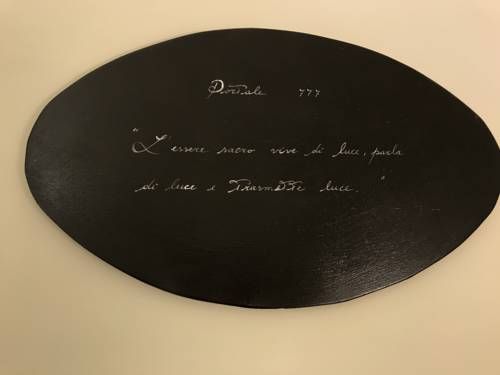 Portale 777
"L'essere sacro vive di luce, parla
di luce e Trasmette luce."